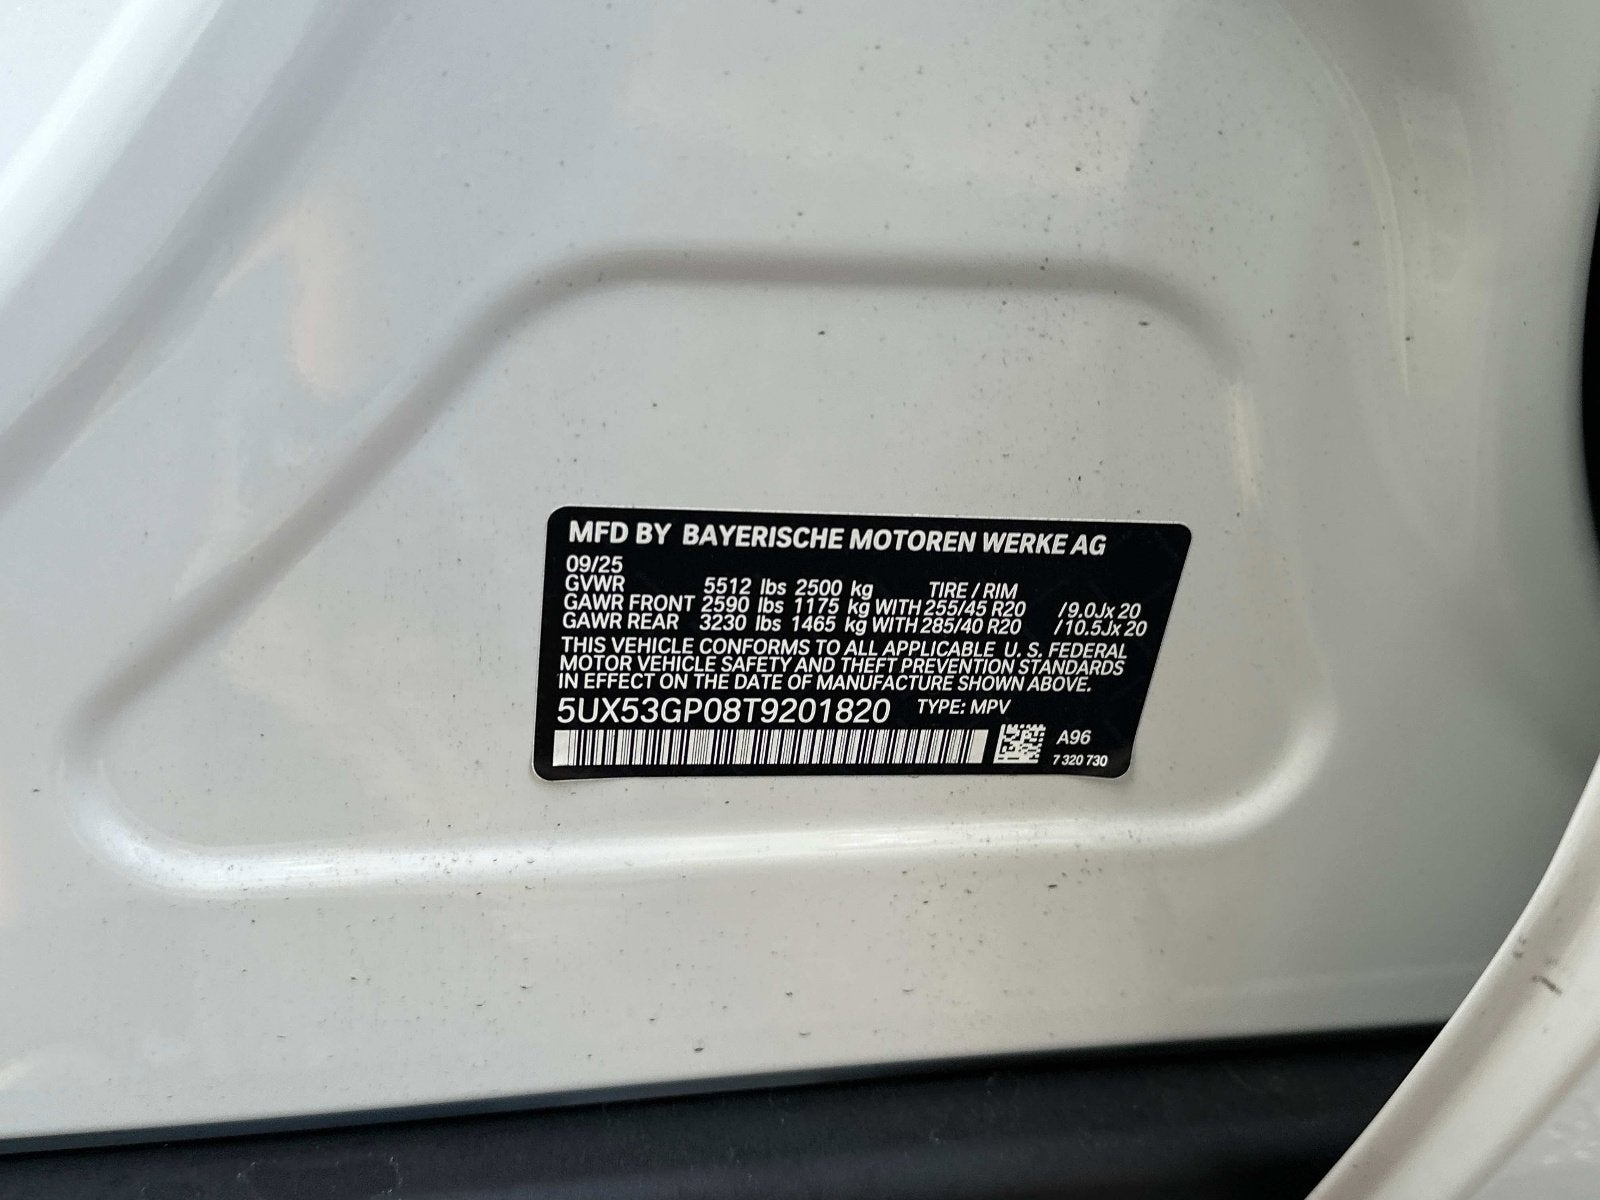 MFD BY BAYERISCHE MOTOREN WERKE AG
09/25
GVWR 5512 lbs 2500 kg TIRE / RIM
GAWR FRONT 2590 lbs 1175 kg WITH 255/45 R20 /9.0Jx 20
GAWR REAR 3230 lbs 1465 kg WITH 285/40 R20 /10.5Jx 20
THIS VEHICLE CONFORMS TO ALL APPLICABLE U. S. FEDERAL
MOTOR VEHICLE SAFETY AND THEFT PREVENTION STANDARDS
IN EFFECT ON THE DATE OF MANUFACTURE SHOWN ABOVE.
5UX53GP08T9201820 TYPE: MPV
A96
7 320 730